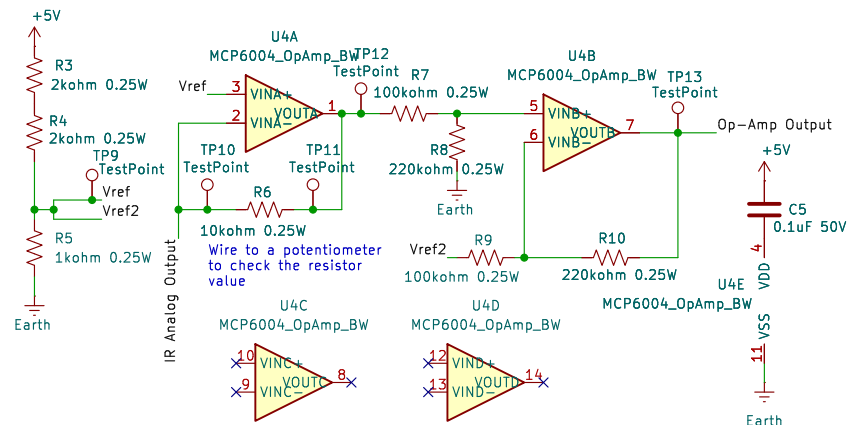 +5V
R3
2kohm 0.25W
R4
2kohm 0.25W
TP9
TestPoint
Vref
Vref2
R5
1kohm 0.25W
Earth
U4A
MCP6004_OpAmp_BW
Vref
3
VINA+
2
VINA-
VOUTA
1
TP12
TestPoint
TP10
TestPoint
TP11
TestPoint
R6
10kohm 0.25W
Wire to a potentiometer
to check the resistor
value
IR Analog Output
R7
100kohm 0.25W
R8
220kohm 0.25W
Earth
U4B
MCP6004_OpAmp_BW
5
VINB+
6
VINB-
VOUTB
7
TP13
TestPoint
Op-Amp Output
Vref2
R9
100kohm 0.25W
R10
220kohm 0.25W
+5V
C5
0.1uF 50V
4
VDD
U4E
MCP6004_OpAmp_BW
VSS
11
Earth
U4C
MCP6004_OpAmp_BW
10
VINC+
9
VINC-
VOUTC
8
U4D
MCP6004_OpAmp_BW
12
VIND+
13
VIND-
VOUTD
14